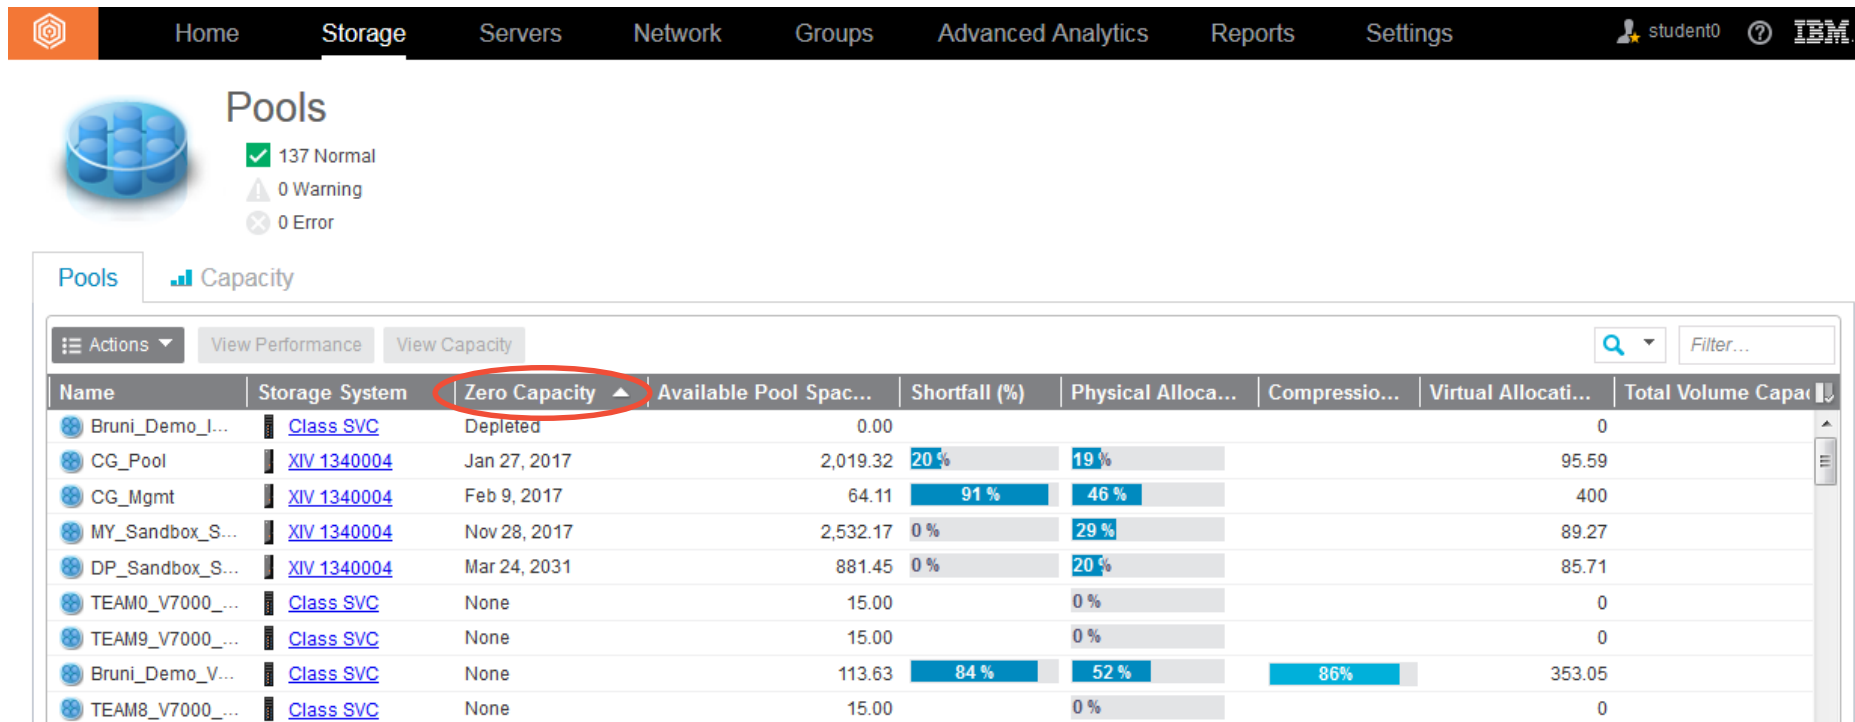 Home Storage Servers Network Groups Advanced Analytics Reports Settings student0 ? IBM
Pools
137 Normal
0 Warning
0 Error
Pools Capacity
Actions View Performance View Capacity Filter...
Name Storage System Zero Capacity Available Pool Spac... Shortfall (%) Physical Alloca... Compressio... Virtual Allocati... Total Volume Capac
Bruni_Demo_I... Class SVC Depleted 0.00 0
CG_Pool XIV 1340004 Jan 27, 2017 2,019.32 20 % 19 % 95.59
CG_Mgmt XIV 1340004 Feb 9, 2017 64.11 91 % 46 % 400
MY_Sandbox_S... XIV 1340004 Nov 28, 2017 2,532.17 0 % 29 % 89.27
DP_Sandbox_S... XIV 1340004 Mar 24, 2031 881.45 0 % 20 % 85.71
TEAM0_V7000_... Class SVC None 15.00 0 % 0
TEAM9_V7000_... Class SVC None 15.00 0 % 0
Bruni_Demo_V... Class SVC None 113.63 84 % 52 % 86% 353.05
TEAM8_V7000_... Class SVC None 15.00 0 % 0